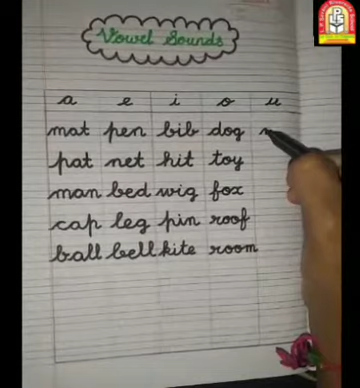 Vowel Sounds
a e i o u
mat pen bib dog
pat net hit toy
man bed wig fox
cap leg pin roof
ball bell kite room